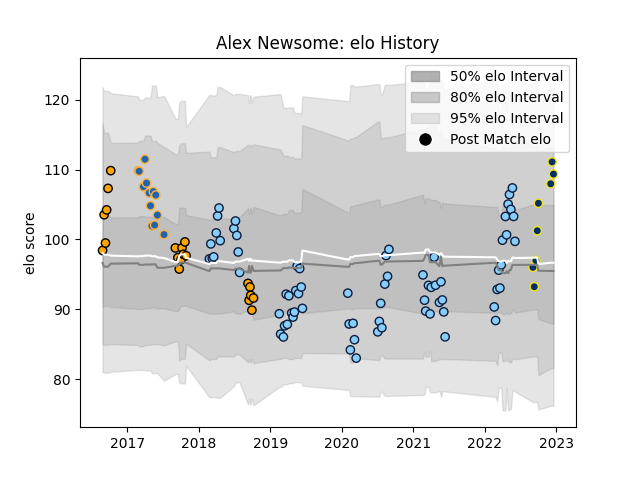 Alex Newsome: elo History
50% elo Interval
80% elo Interval
95% elo Interval
Post Match elo
elo score
120
110
100
90
80
2017
2018
2019
2020
2021
2022
2023